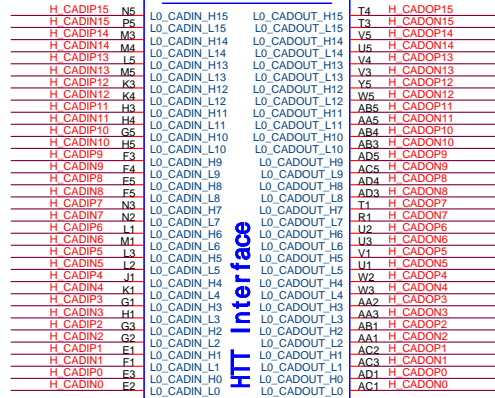 H_CADIP15 N5 L0_CADIN_H15 L0_CADOUT_H15 T4 H_CADOP15
H_CADIN15 P5 L0_CADIN_L15 L0_CADOUT_L15 T3 H_CADON15
H_CADIP14 M3 L0_CADIN_H14 L0_CADOUT_H14 V5 H_CADOP14
H_CADIN14 M4 L0_CADIN_L14 L0_CADOUT_L14 U5 H_CADON14
H_CADIP13 L5 L0_CADIN_H13 L0_CADOUT_H13 V4 H_CADOP13
H_CADIN13 M5 L0_CADIN_L13 L0_CADOUT_L13 V3 H_CADON13
H_CADIP12 K3 L0_CADIN_H12 L0_CADOUT_H12 Y5 H_CADOP12
H_CADIN12 K4 L0_CADIN_L12 L0_CADOUT_L12 W5 H_CADON12
H_CADIP11 H3 L0_CADIN_H11 L0_CADOUT_H11 AB5 H_CADOP11
H_CADIN11 H4 L0_CADIN_L11 L0_CADOUT_L11 AA5 H_CADON11
H_CADIP10 G5 L0_CADIN_H10 L0_CADOUT_H10 AB4 H_CADOP10
H_CADIN10 H5 L0_CADIN_L10 L0_CADOUT_L10 AB3 H_CADON10
H_CADIP9 F3 L0_CADIN_H9 L0_CADOUT_H9 AD5 H_CADOP9
H_CADIN9 F4 L0_CADIN_L9 L0_CADOUT_L9 AC5 H_CADON9
H_CADIP8 E5 L0_CADIN_H8 L0_CADOUT_H8 AD4 H_CADOP8
H_CADIN8 F5 L0_CADIN_L8 L0_CADOUT_L8 AD3 H_CADON8
H_CADIP7 N3 L0_CADIN_H7 L0_CADOUT_H7 T1 H_CADOP7
H_CADIN7 N2 L0_CADIN_L7 L0_CADOUT_L7 R1 H_CADON7
H_CADIP6 L1 L0_CADIN_H6 L0_CADOUT_H6 U2 H_CADOP6
H_CADIN6 M1 L0_CADIN_L6 L0_CADOUT_L6 U3 H_CADON6
H_CADIP5 L3 L0_CADIN_H5 L0_CADOUT_H5 V1 H_CADOP5
H_CADIN5 L2 L0_CADIN_L5 L0_CADOUT_L5 U1 H_CADON5
H_CADIP4 J1 L0_CADIN_H4 L0_CADOUT_H4 W2 H_CADOP4
H_CADIN4 K1 L0_CADIN_L4 L0_CADOUT_L4 W3 H_CADON4
H_CADIP3 G1 L0_CADIN_H3 L0_CADOUT_H3 AA2 H_CADOP3
H_CADIN3 H1 L0_CADIN_L3 L0_CADOUT_L3 AA3 H_CADON3
H_CADIP2 G3 L0_CADIN_H2 L0_CADOUT_H2 AB1 H_CADOP2
H_CADIN2 G2 L0_CADIN_L2 L0_CADOUT_L2 AA1 H_CADON2
H_CADIP1 E1 L0_CADIN_H1 L0_CADOUT_H1 AC2 H_CADOP1
H_CADIN1 F1 L0_CADIN_L1 L0_CADOUT_L1 AC3 H_CADON1
H_CADIP0 E3 L0_CADIN_H0 L0_CADOUT_H0 AD1 H_CADOP0
H_CADIN0 E2 L0_CADIN_L0 L0_CADOUT_L0 AC1 H_CADON0
HTT Interface